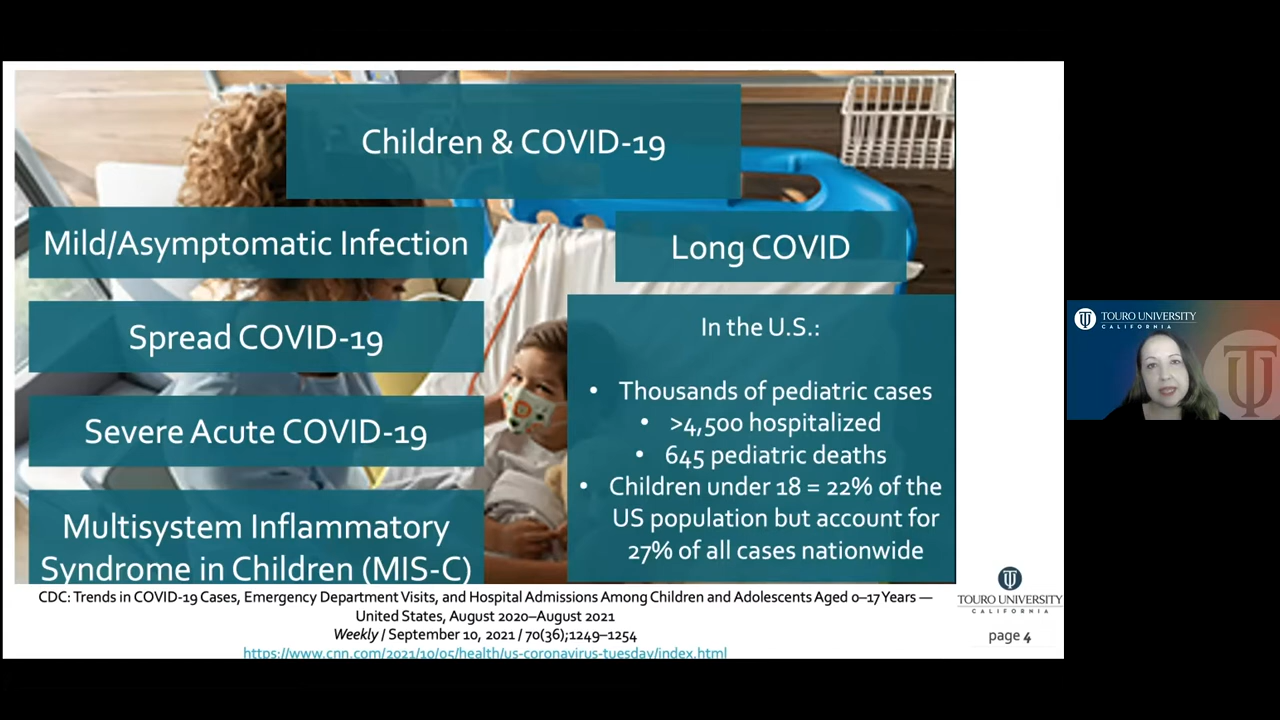 Children & COVID-19
Mild/Asymptomatic Infection
Spread COVID-19
Severe Acute COVID-19
Multisystem Inflammatory
Syndrome in Children (MIS-C)
Long COVID
In the U.S.:
• Thousands of pediatric cases
• >4,500 hospitalized
• 645 pediatric deaths
• Children under 18 = 22% of the
US population but account for
27% of all cases nationwide
CDC: Trends in COVID-19 Cases, Emergency Department Visits, and Hospital Admissions Among Children and Adolescents Aged 0–17 Years —
United States, August 2020–August 2021
Weekly / September 10, 2021 / 70(36);1249–1254
https://www.cnn.com/2021/10/05/health/us-coronavirus-tuesday/index.html
TOURO UNIVERSITY
CALIFORNIA
page 4
TOURO UNIVERSITY
CALIFORNIA